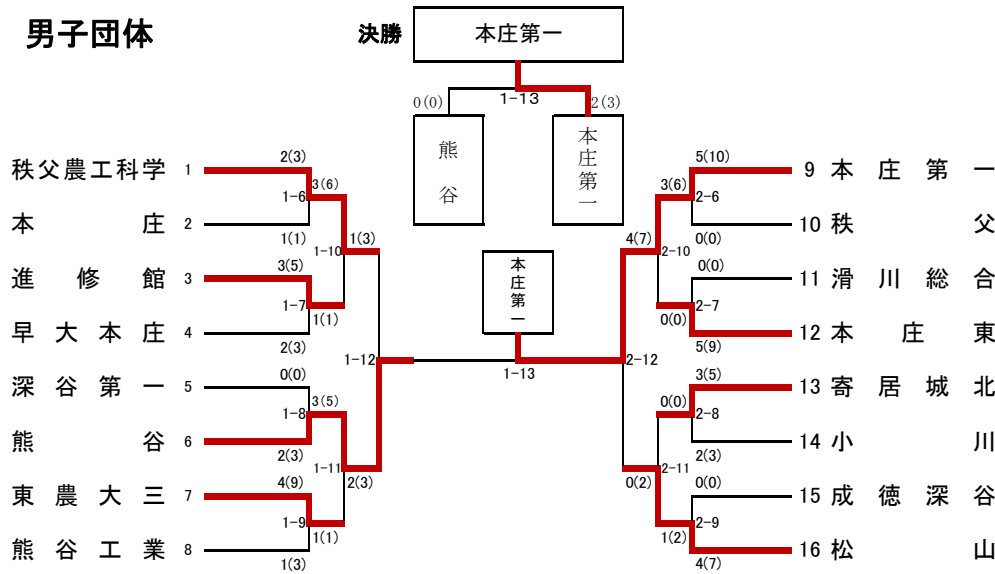 男子団体
決勝
本庄第一
0(0)
1-13
2(3)
熊谷
本庄第一
秩父農工科学 1
2(3)
1-6
3(6)
本庄 2
1(1)
1-10
1(3)
進修館 3
3(5)
1-7
1(1)
早大本庄 4
2(3)
1-12
深谷第一 5
0(0)
1-8
3(5)
熊谷 6
2(3)
1-11
2(3)
東農大三 7
4(9)
1-9
1(1)
熊谷工業 8
1(3)
本庄第一
1-13
5(10)
9 本庄第一
3(6)
2-6
10 秩父
0(0)
4(7)
2-10
0(0)
11 滑川総合
2-7
0(0)
12 本庄東
5(9)
2-12
3(5)
13 寄居城北
0(0)
2-8
14 小川
2(3)
2-11
0(2)
0(0)
15 成徳深谷
2-9
1(2)
16 松山
4(7)